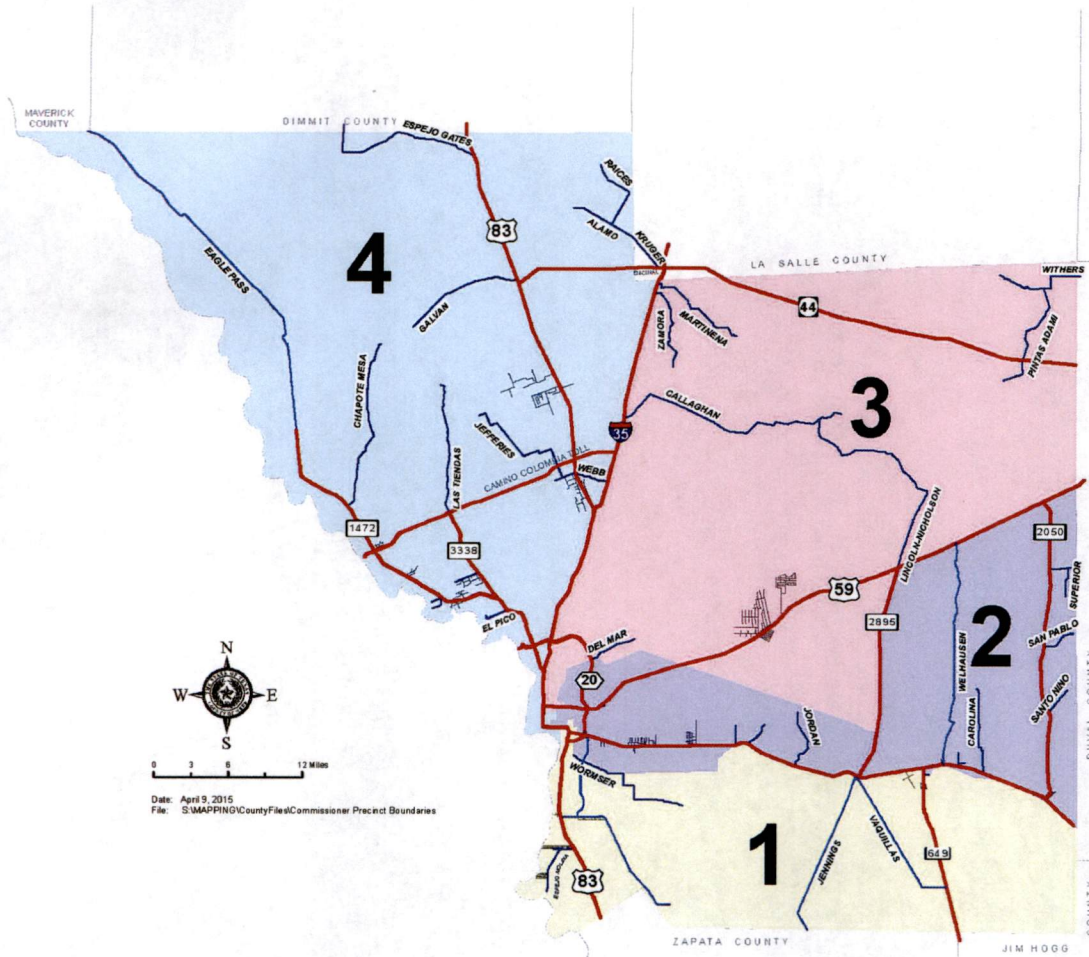 MAVERICK
COUNTY
DIMMIT COUNTY
ESPEJO GATES
RAICES
83
ALAMO
KRUGER
4
EAGLE PASS
LA SALLE COUNTY
WITHERS
ENCINAL
GALVAN
44
ZAMORA
MARTINENA
PINTAS ADAMI
CHAPOTE MESA
3
CALLAGHAN
JEFFERIES
35
LAS TIENDAS
CAMINO COLOMBIA TOLL
WEBB
1472
3338
LINCOLN-NICHOLSON
2050
59
SUPERIOR
EL PICO
2895
2
WELHAUSEN
SAN PABLO
DEL MAR
N
W
E
S
20
SANTO NINO
CAROLINA
JORDAN
WORMSER
0 3 6 12 Miles
Date: April 9, 2015
File: S:\MAPPING\CountyFiles\Commissioner Precinct Boundaries
1
VAQUILLAS
JENNINGS
649
ESPEJO MOLINA
83
ZAPATA COUNTY
JIM HOGG
COUNTY